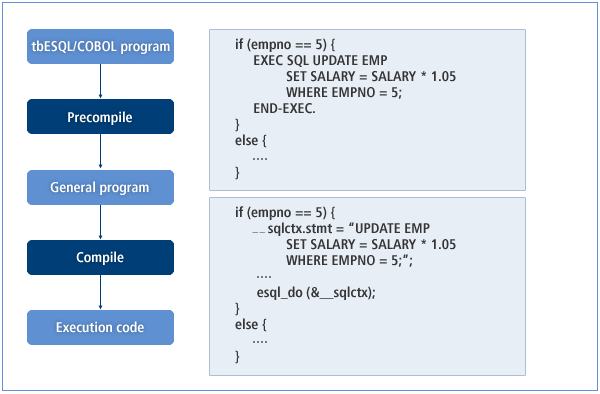 tbESQL/COBOL program
Precompile
General program
Compile
Execution code
if (empno == 5) {
EXEC SQL UPDATE EMP
SET SALARY = SALARY * 1.05
WHERE EMPNO = 5;
END-EXEC.
}
else {
....
}
if (empno == 5) {
__sqlctx.stmt = “UPDATE EMP
SET SALARY = SALARY * 1.05
WHERE EMPNO = 5;”;
....
esql_do (&__sqlctx);
}
else {
....
}